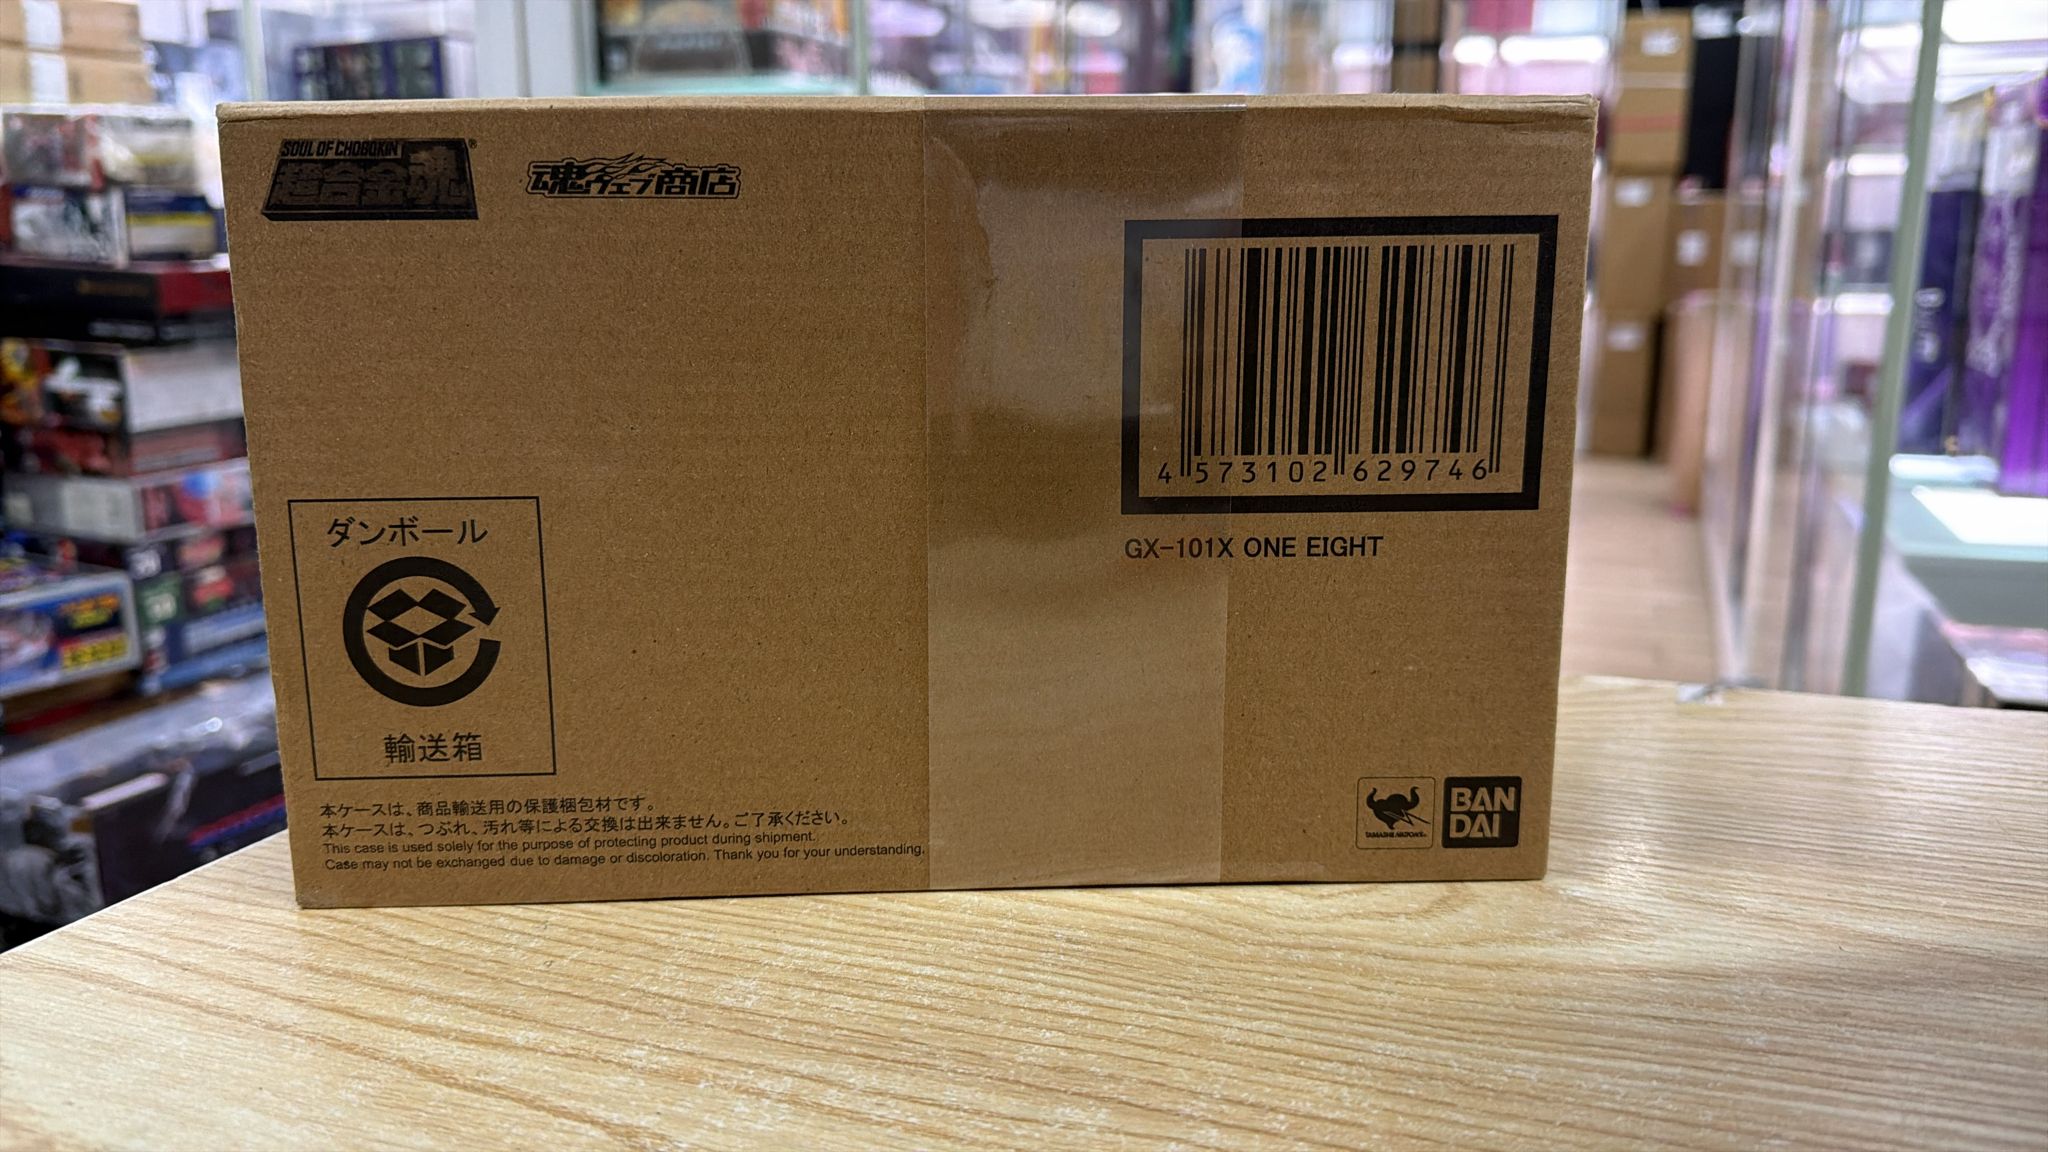 SOUL OF CHOGOKIN
超合金魂®
魂ウェブ商店
4 573102 629746
GX-101X ONE EIGHT
ダンボール
輸送箱
本ケースは、商品輸送用の保護梱包材です。
本ケースは、つぶれ、汚れ等による交換は出来ません。ご了承ください。
This case is used solely for the purpose of protecting product during shipment.
Case may not be exchanged due to damage or discoloration. Thank you for your understanding.
TAMASHII NATIONS
BAN
DAI